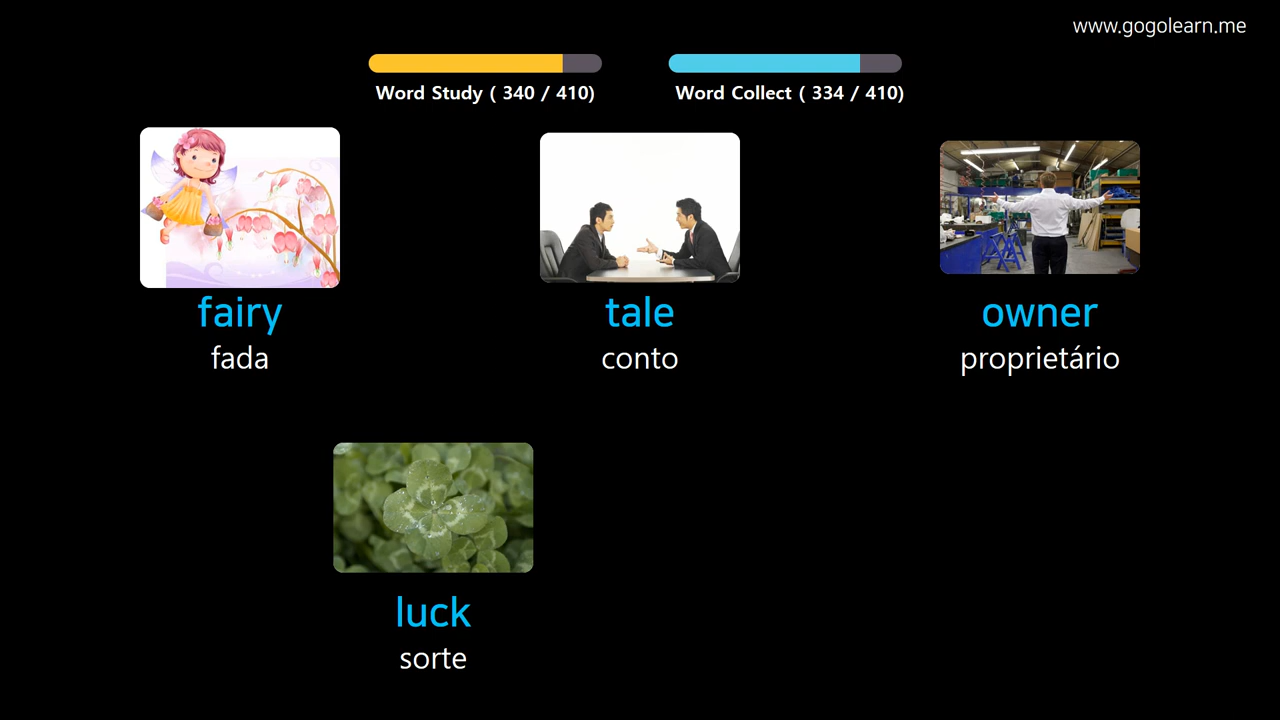 www.gogolearn.me
Word Study ( 340 / 410)
Word Collect ( 334 / 410)
fairy
fada
tale
conto
owner
proprietário
luck
sorte